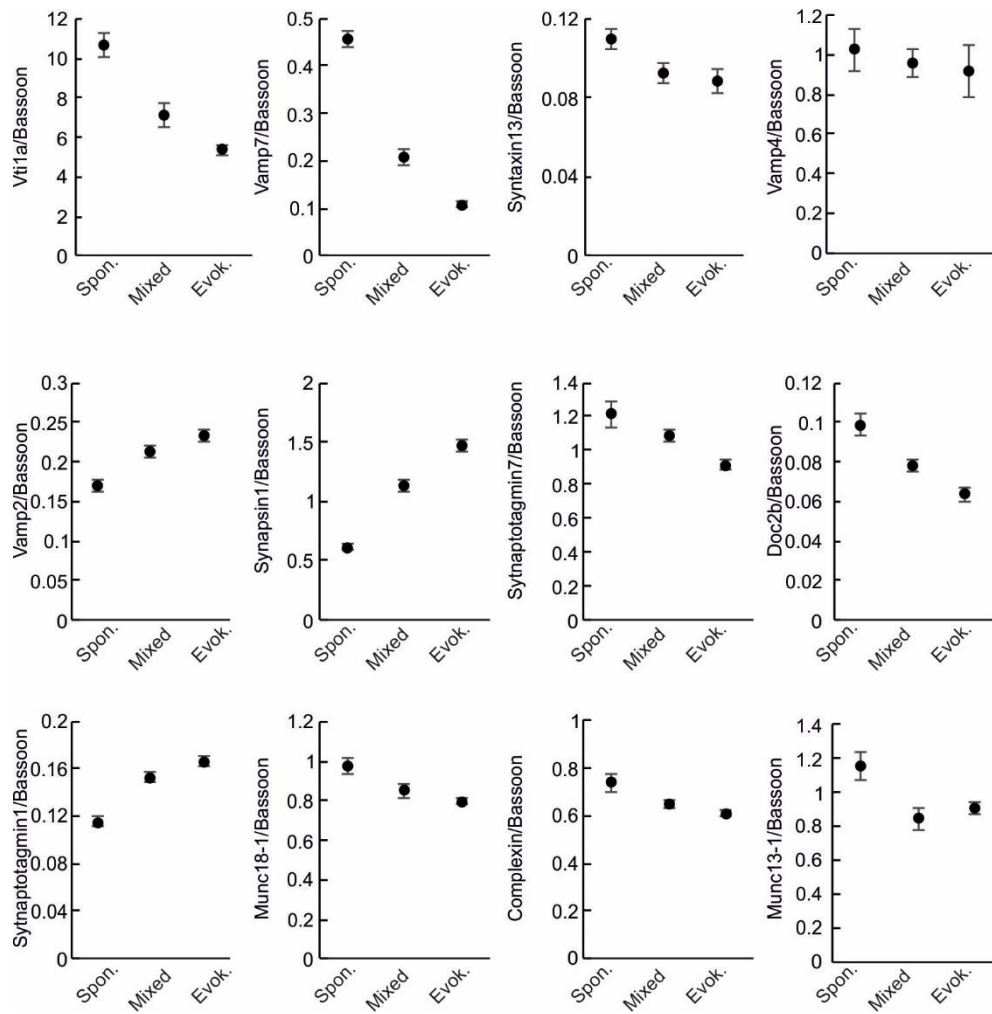 Vti1a/Bassoon
12
10
8
6
4
2
0
Spon.
Mixed
Evok.
Vamp7/Bassoon
0.5
0.4
0.3
0.2
0.1
0
Spon.
Mixed
Evok.
Syntaxin13/Bassoon
0.12
0.08
0.04
0
Spon.
Mixed
Evok.
Vamp4/Bassoon
1.2
1
0.8
0.6
0.4
0.2
0
Spon.
Mixed
Evok.
Vamp2/Bassoon
0.3
0.25
0.2
0.15
0.1
0.05
0
Spon.
Mixed
Evok.
Synapsin1/Bassoon
2
1.5
1
0.5
0
Spon.
Mixed
Evok.
Sytnaptotagmin7/Bassoon
1.4
1.2
1
0.8
0.6
0.4
0.2
0
Spon.
Mixed
Evok.
Doc2b/Bassoon
0.12
0.1
0.08
0.06
0.04
0.02
0
Spon.
Mixed
Evok.
Sytnaptotagmin1/Bassoon
0.2
0.16
0.12
0.08
0.04
0
Spon.
Mixed
Evok.
Munc18-1/Bassoon
1.2
1
0.8
0.6
0.4
0.2
0
Spon.
Mixed
Evok.
Complexin/Bassoon
1
0.8
0.6
0.4
0.2
0
Spon.
Mixed
Evok.
Munc13-1/Bassoon
1.4
1.2
1
0.8
0.6
0.4
0.2
0
Spon.
Mixed
Evok.